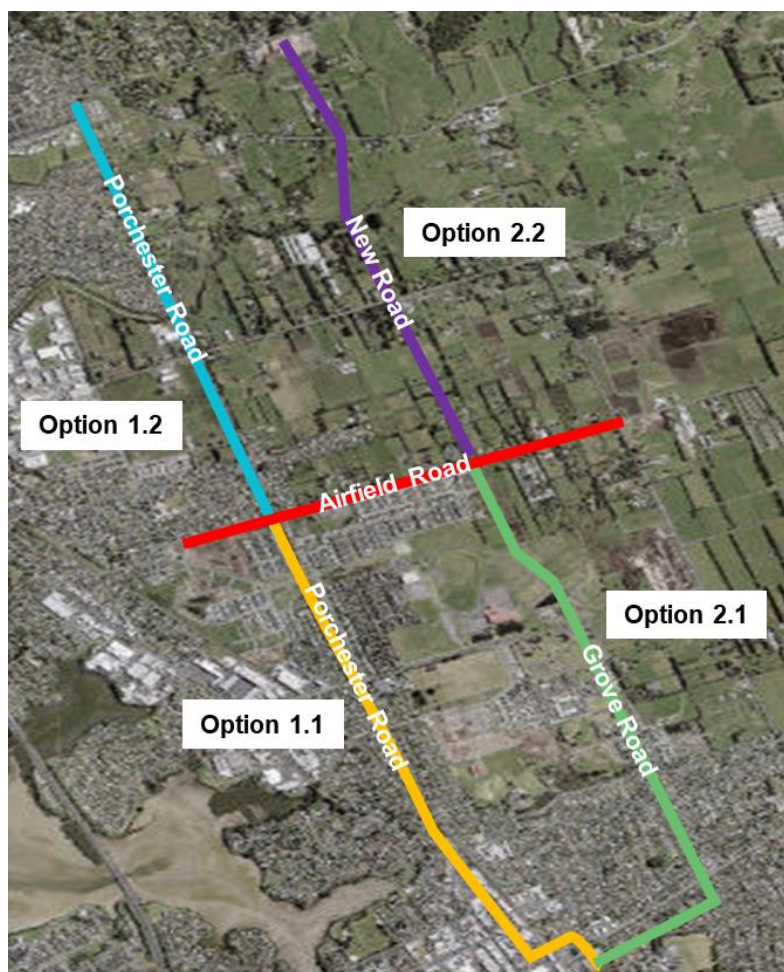 Porchester Road
New Road
Option 2.2
Option 1.2
Airfield Road
Option 2.1
Porchester Road
Grove Road
Option 1.1